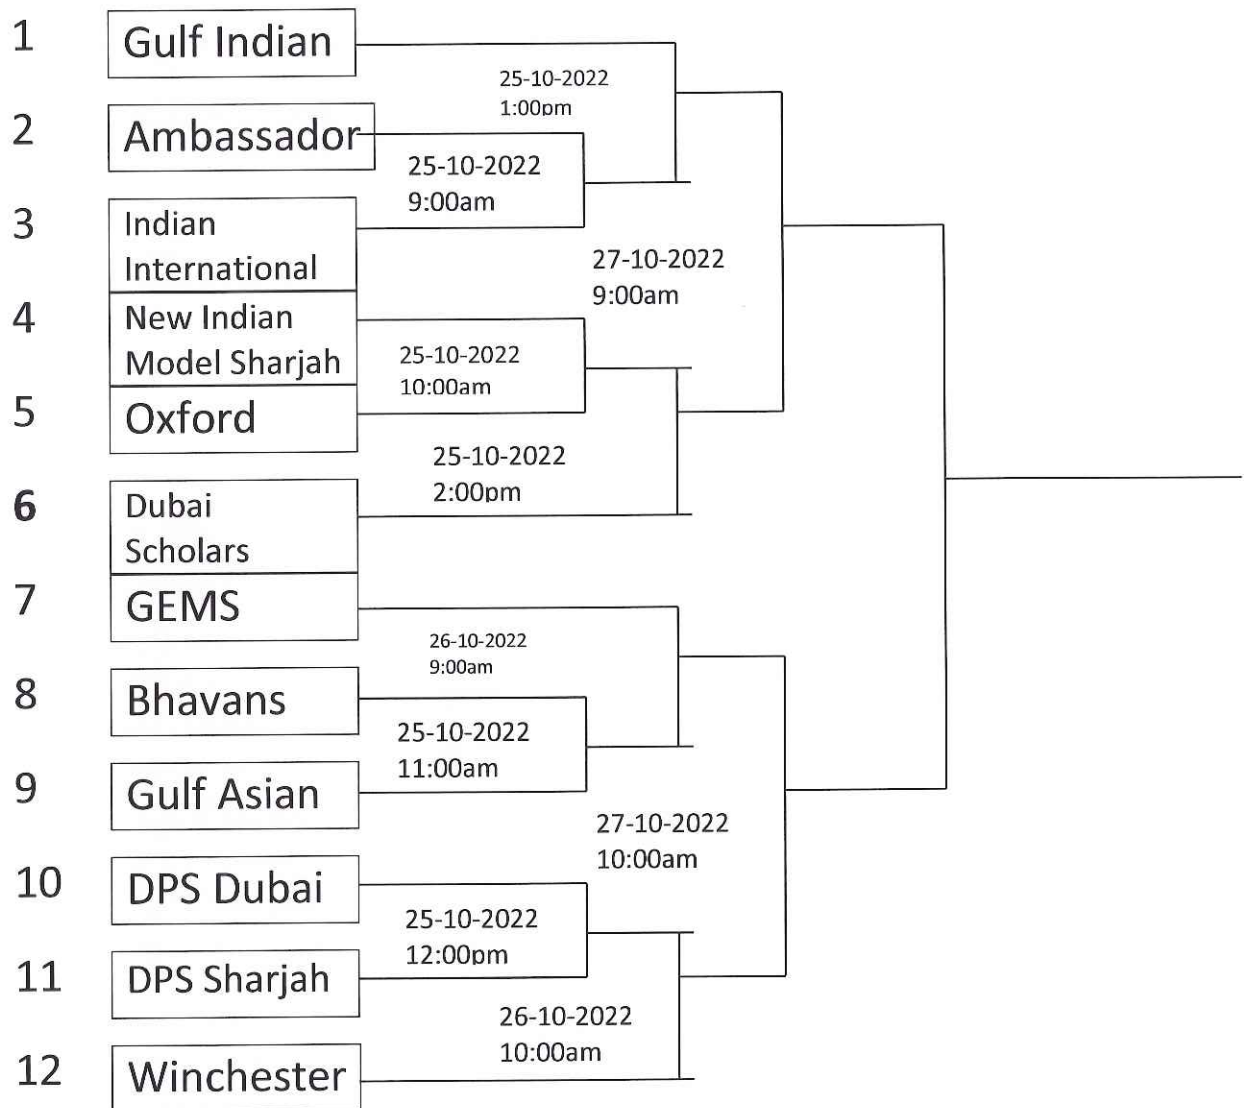 1
Gulf Indian
25-10-2022
1:00pm
2
Ambassador
25-10-2022
9:00am
3
Indian
International
27-10-2022
9:00am
4
New Indian
Model Sharjah
25-10-2022
10:00am
5
Oxford
25-10-2022
2:00pm
6
Dubai
Scholars
7
GEMS
26-10-2022
9:00am
8
Bhavans
25-10-2022
11:00am
9
Gulf Asian
27-10-2022
10:00am
10
DPS Dubai
25-10-2022
12:00pm
11
DPS Sharjah
26-10-2022
10:00am
12
Winchester